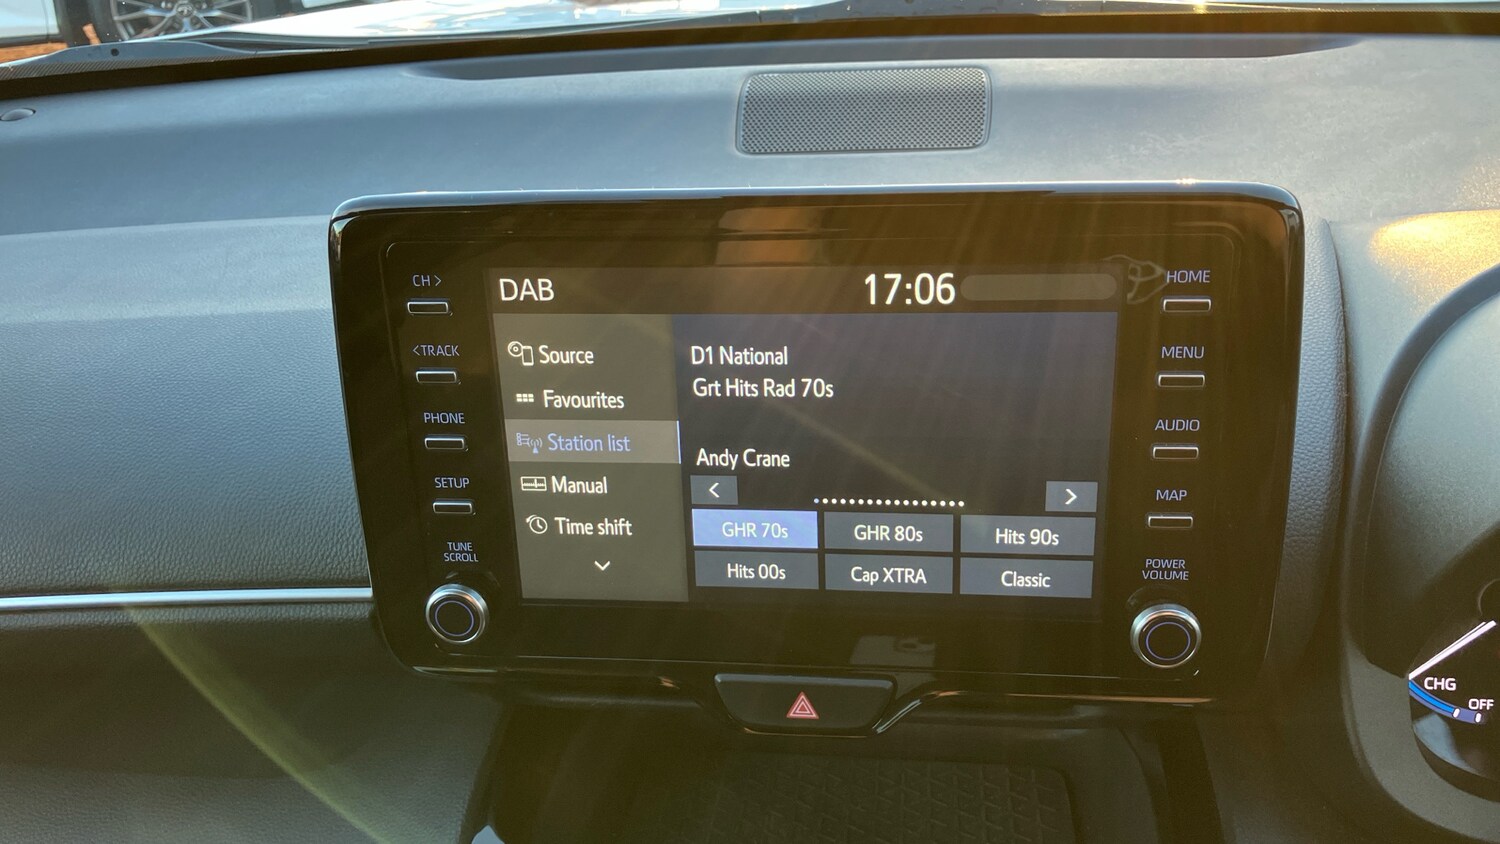 CH >
<TRACK
PHONE
SETUP
TUNE
SCROLL
DAB
17:06
Source
Favourites
Station list
Manual
Time shift
D1 National
Grt Hits Rad 70s
Andy Crane
< >
GHR 70s GHR 80s Hits 90s
Hits 00s Cap XTRA Classic
HOME
MENU
AUDIO
MAP
POWER
VOLUME
CHG
OFF